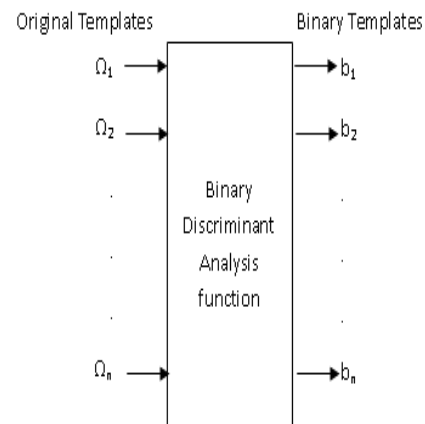 Original Templates Binary Templates
Ω₁ b₁
Ω₂ b₂
. .
Binary
Discriminant
. .
Analysis
function
. .
Ωₙ bₙ